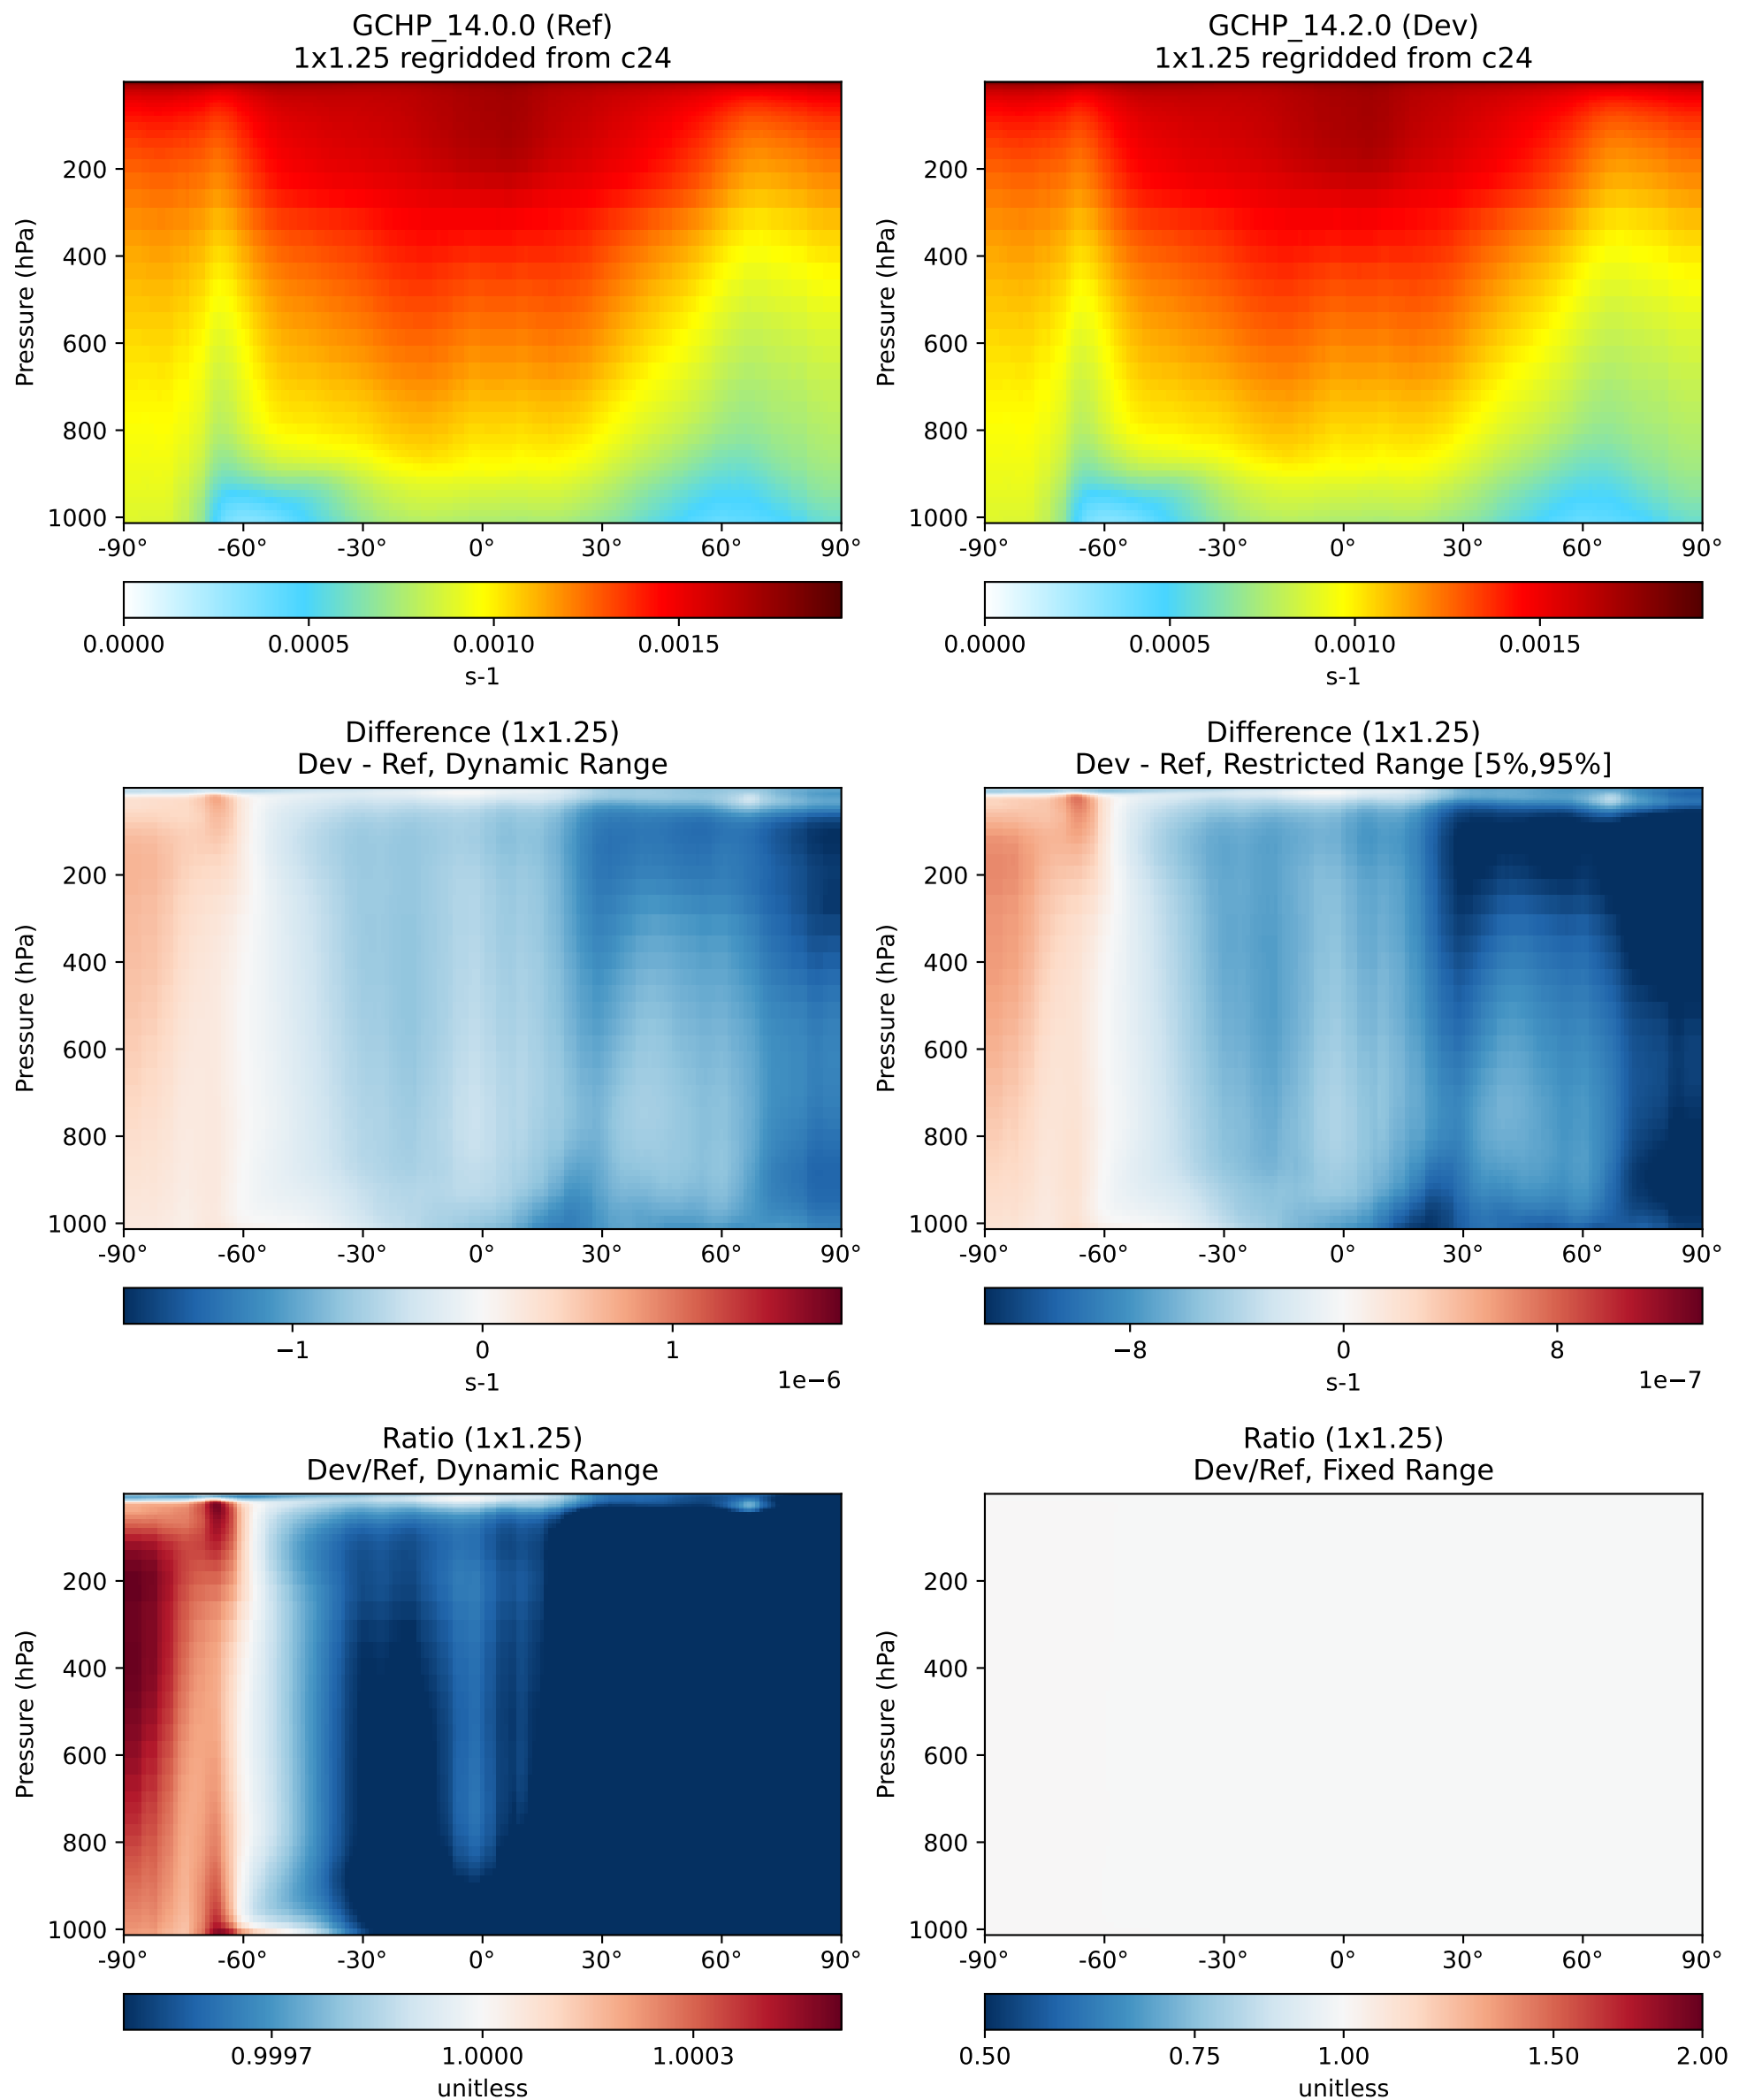 GCHP_14.0.0 (Ref)
1x1.25 regridded from c24
Pressure (hPa)
200
400
600
800
1000
-90° -60° -30° 0° 30° 60° 90°
0.0000 0.0005 0.0010 0.0015
s-1
GCHP_14.2.0 (Dev)
1x1.25 regridded from c24
Pressure (hPa)
200
400
600
800
1000
-90° -60° -30° 0° 30° 60° 90°
0.0000 0.0005 0.0010 0.0015
s-1
Difference (1x1.25)
Dev - Ref, Dynamic Range
Pressure (hPa)
200
400
600
800
1000
-90° -60° -30° 0° 30° 60° 90°
−1 0 1
s-1 1e−6
Difference (1x1.25)
Dev - Ref, Restricted Range [5%,95%]
Pressure (hPa)
200
400
600
800
1000
-90° -60° -30° 0° 30° 60° 90°
−8 0 8
s-1 1e−7
Ratio (1x1.25)
Dev/Ref, Dynamic Range
Pressure (hPa)
200
400
600
800
1000
-90° -60° -30° 0° 30° 60° 90°
0.9997 1.0000 1.0003
unitless
Ratio (1x1.25)
Dev/Ref, Fixed Range
Pressure (hPa)
200
400
600
800
1000
-90° -60° -30° 0° 30° 60° 90°
0.50 0.75 1.00 1.50 2.00
unitless